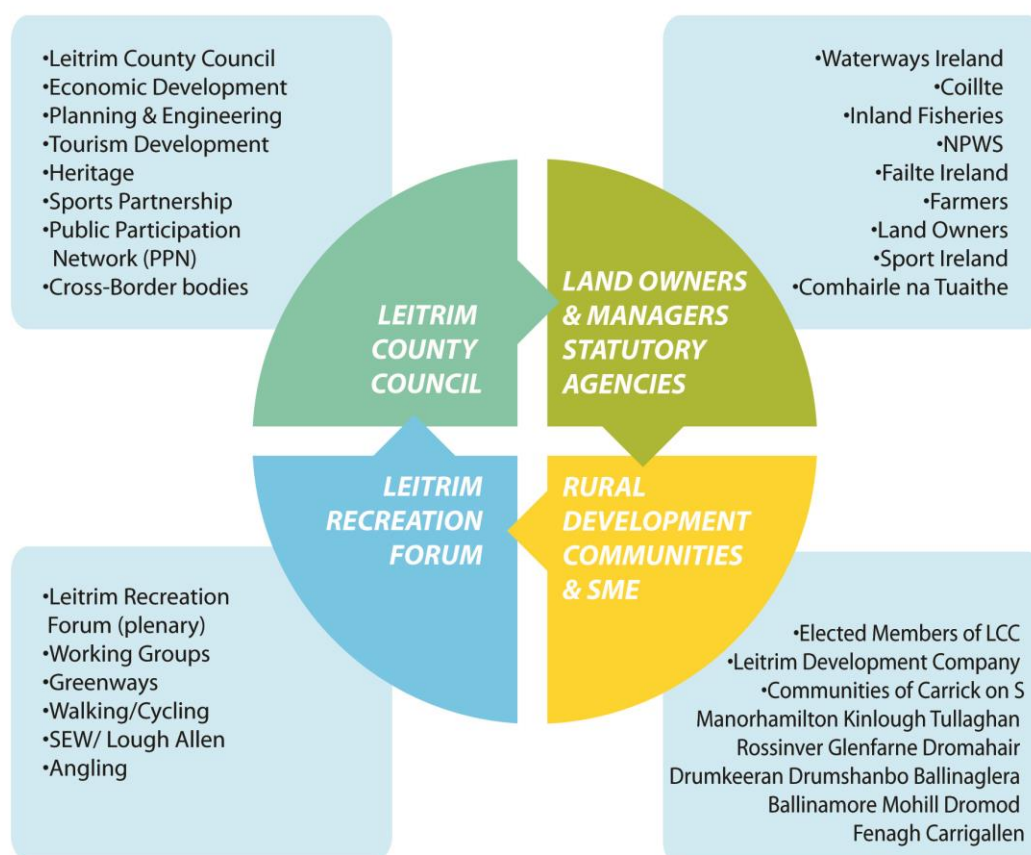 •Leitrim County Council
•Economic Development
•Planning & Engineering
•Tourism Development
•Heritage
•Sports Partnership
•Public Participation
Network (PPN)
•Cross-Border bodies
•Waterways Ireland
•Coillte
•Inland Fisheries
•NPWS
•Failte Ireland
•Farmers
•Land Owners
•Sport Ireland
•Comhairle na Tuaithe
LEITRIM
COUNTY
COUNCIL
LAND OWNERS
& MANAGERS
STATUTORY
AGENCIES
LEITRIM
RECREATION
FORUM
RURAL
DEVELOPMENT
COMMUNITIES
& SME
•Leitrim Recreation
Forum (plenary)
•Working Groups
•Greenways
•Walking/Cycling
•SEW/ Lough Allen
•Angling
•Elected Members of LCC
•Leitrim Development Company
•Communities of Carrick on S
Manorhamilton Kinlough Tullaghan
Rossinver Glenfarne Dromahair
Drumkeeran Drumshanbo Ballinaglera
Ballinamore Mohill Dromod
Fenagh Carrigallen